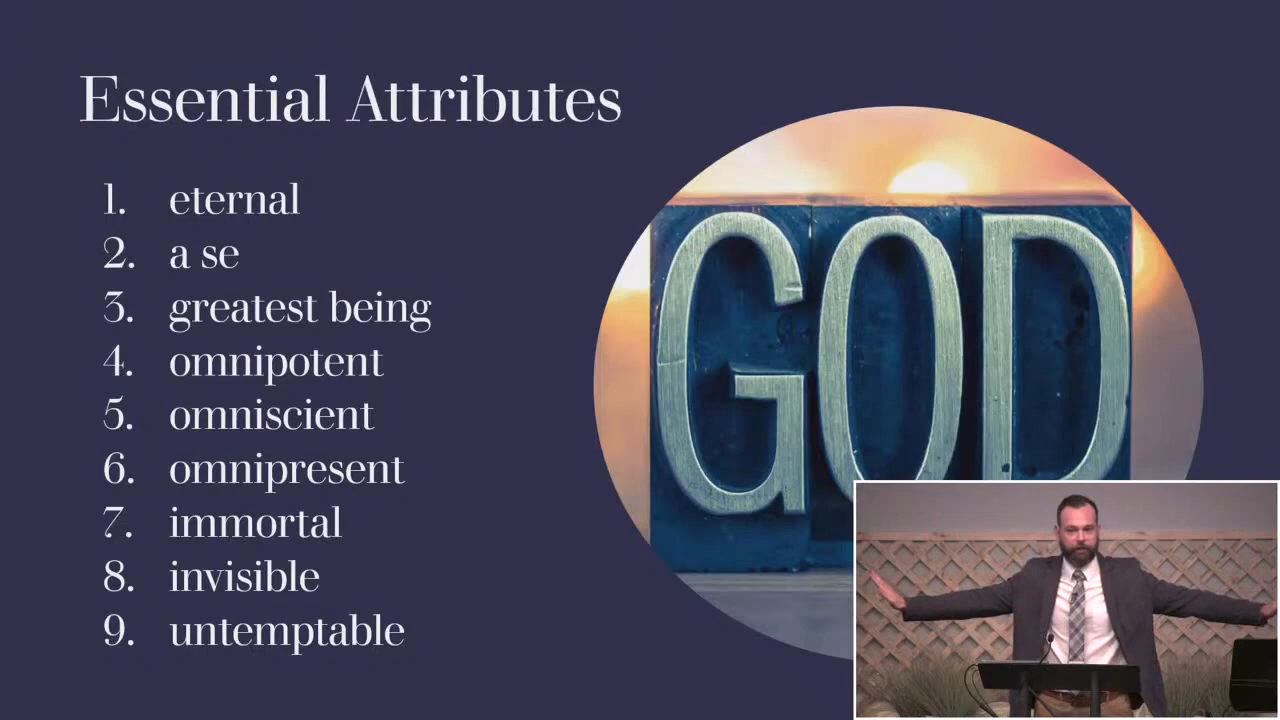 Essential Attributes
1. eternal
2. a se
3. greatest being
4. omnipotent
5. omniscient
6. omnipresent
7. immortal
8. invisible
9. untemptable
GOD